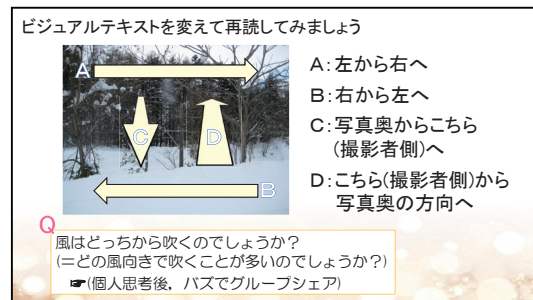 ビジュアルテキストを変えて再読してみましょう
A
C
D
B
A:左から右へ
B:右から左へ
C:写真奥からこちら
(撮影者側)へ
D:こちら(撮影者側)から
写真奥の方向へ
Q
風はどっちから吹くのでしょうか?
(=どの風向きで吹くことが多いのでしょうか?)
☛(個人思考後，バズでグループシェア)